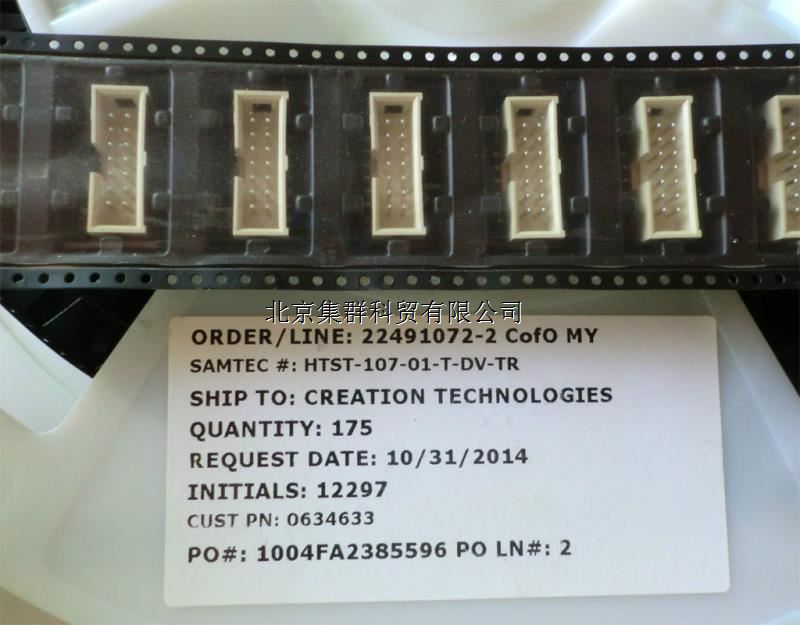 北京集群科贸有限公司
ORDER/LINE: 22491072-2 CofO MY
SAMTEC #: HTST-107-01-T-DV-TR
SHIP TO: CREATION TECHNOLOGIES
QUANTITY: 175
REQUEST DATE: 10/31/2014
INITIALS: 12297
CUST PN: 0634633
PO#: 1004FA2385596 PO LN#: 2